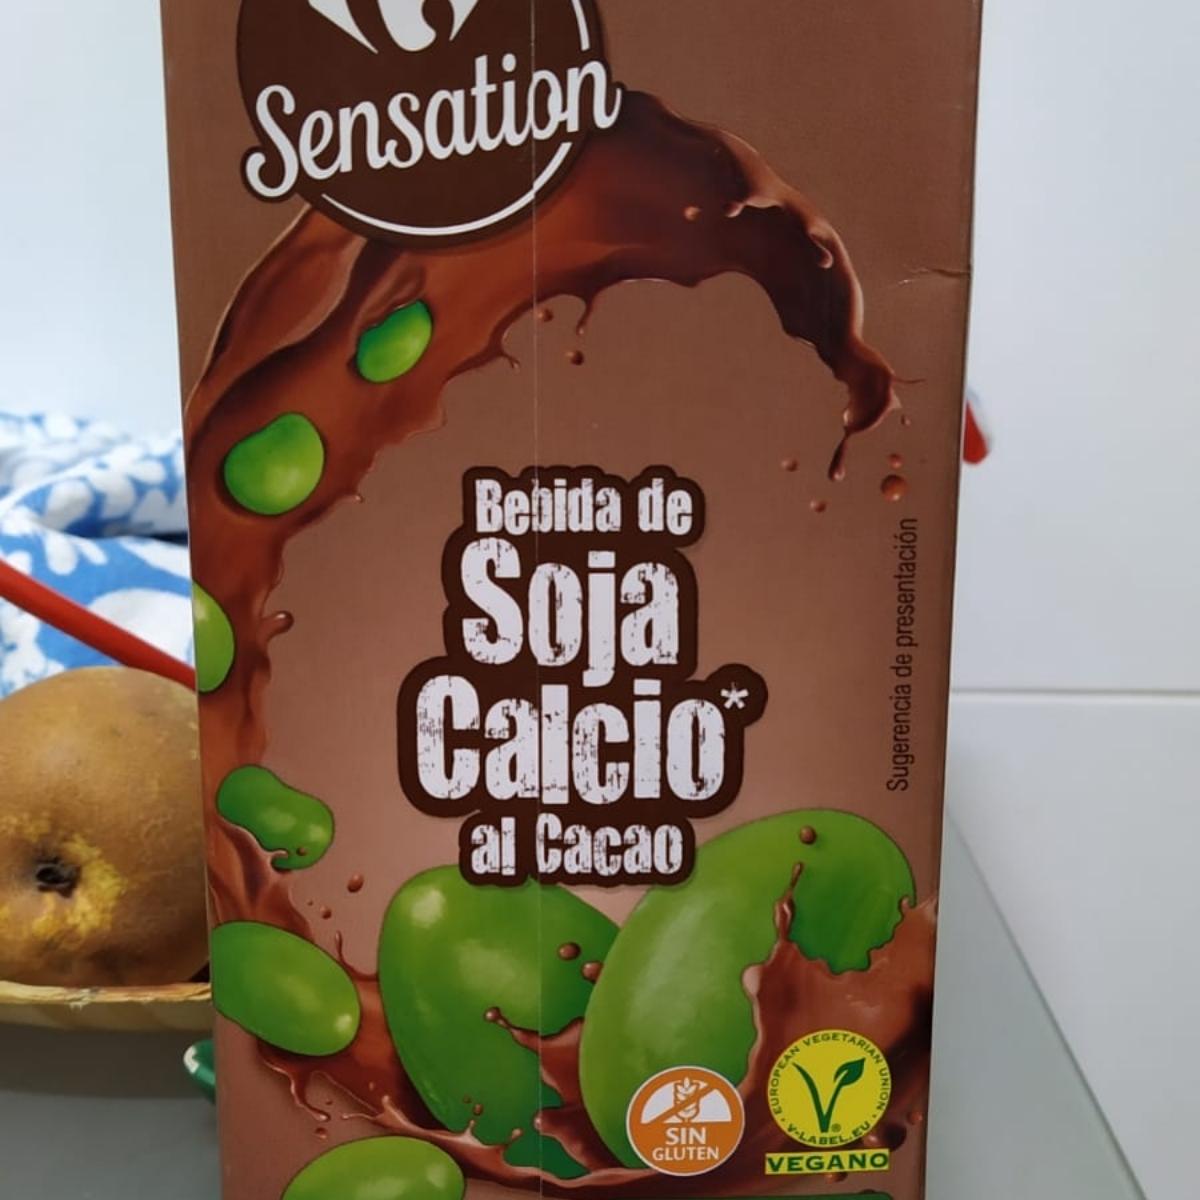 Sensation
Bebida de
Soja
Calcio*
al Cacao
Sugerencia de presentación
SIN
GLUTEN
EUROPEAN VEGETARIAN UNION
V-LABEL.EU
VEGANO